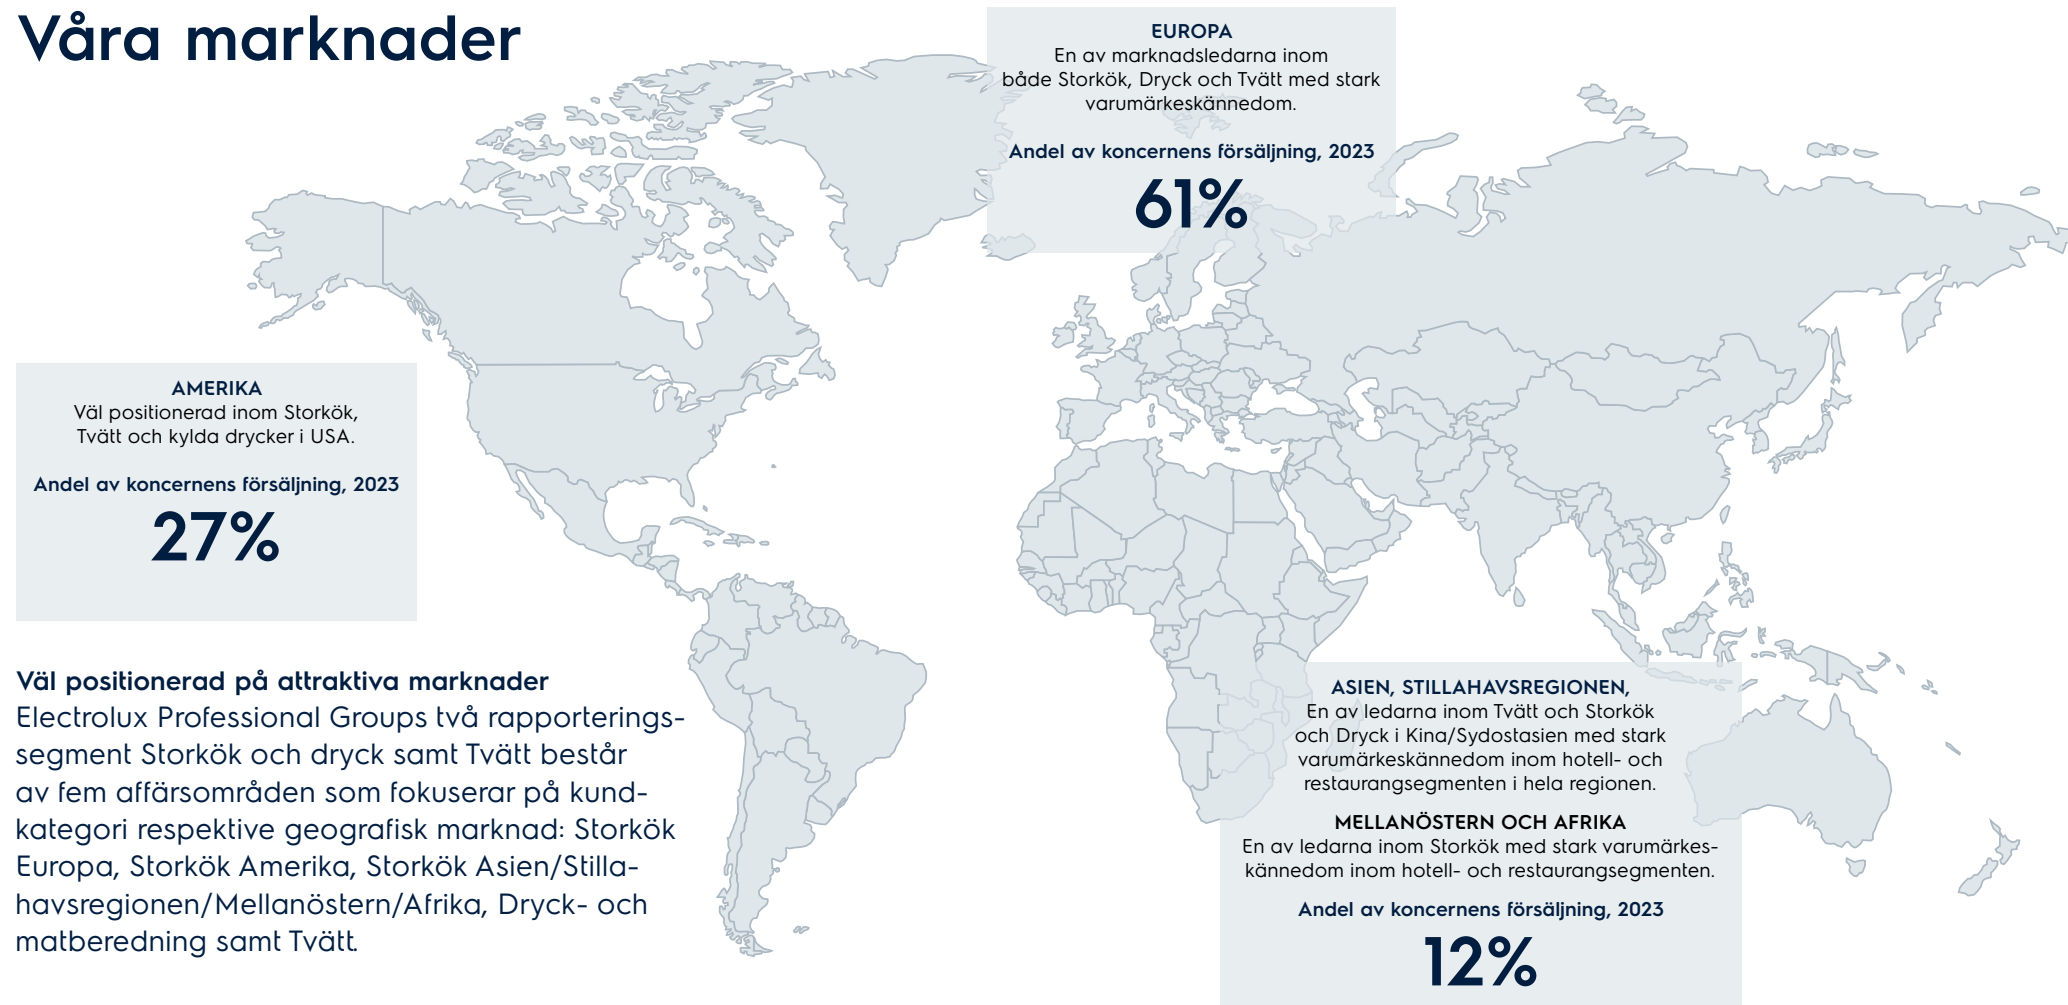 Våra marknader
EUROPA
En av marknadsledarna inom
både Storkök, Dryck och Tvätt med stark
varumärkeskännedom.
Andel av koncernens försäljning, 2023
61%
AMERIKA
Väl positionerad inom Storkök,
Tvätt och kylda drycker i USA.
Andel av koncernens försäljning, 2023
27%
Väl positionerad på attraktiva marknader
Electrolux Professional Groups två rapporterings-
segment Storkök och dryck samt Tvätt består
av fem affärsområden som fokuserar på kund-
kategori respektive geografisk marknad: Storkök
Europa, Storkök Amerika, Storkök Asien/Stilla-
havsregionen/Mellanöstern/Afrika, Dryck- och
matberedning samt Tvätt.
ASIEN, STILLAHAVSREGIONEN,
En av ledarna inom Tvätt och Storkök
och Dryck i Kina/Sydostasien med stark
varumärkeskännedom inom hotell- och
restaurangsegmenten i hela regionen.
MELLANÖSTERN OCH AFRIKA
En av ledarna inom Storkök med stark varumärkes-
kännedom inom hotell- och restaurangsegmenten.
Andel av koncernens försäljning, 2023
12%